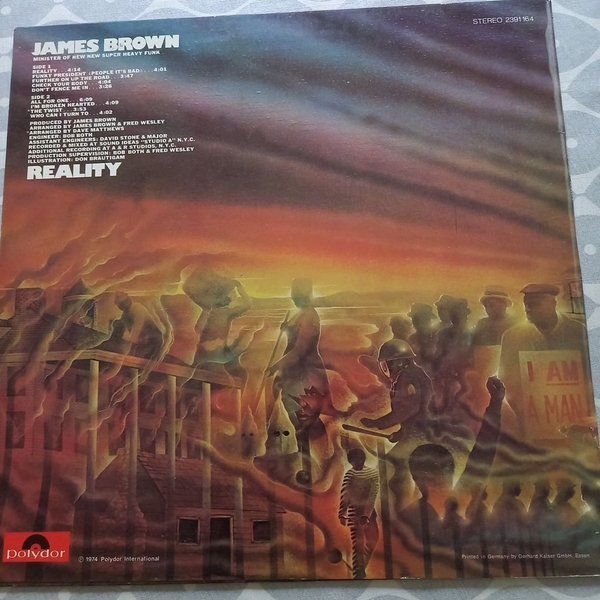 STEREO 2391164
JAMES BROWN
MINISTER OF NEW NEW SUPER HEAVY FUNK
SIDE 1
REALITY . . 4:14
FUNKY PRESIDENT (PEOPLE IT'S BAD) . . . 4:01
FURTHER ON UP THE ROAD . . . 3:47
CHECK YOUR BODY . . . 4:04
DON'T FENCE ME IN . . . 3:26
SIDE 2
ALL FOR ONE . . 6:09
I'M BROKEN HEARTED . . . 4:09
THE TWIST . . 3:53
WHO CAN I TURN TO . . . 4:02
PRODUCED BY JAMES BROWN
ARRANGED BY JAMES BROWN & FRED WESLEY
ARRANGED BY DAVE MATTHEWS
ENGINEER: BOB BOTH
ASSISTANT ENGINEERS: DAVID STONE & MAJOR
RECORDED & MIXED AT SOUND IDEAS "STUDIO A" N.Y.C.
ADDITIONAL RECORDING AT A & R STUDIOS, N.Y.C.
PRODUCTION SUPERVISION: BOB BOTH & FRED WESLEY
ILLUSTRATION: DON BRAUTIGAM
REALITY
I AM
A MAN
polydor
℗ 1974 Polydor International
Printed in Germany by Gerhard Kaiser GmbH, Essen